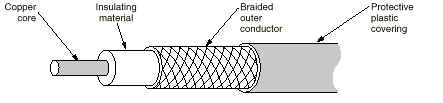 Copper
core
Insulating
material
Braided
outer
conductor
Protective
plastic
covering